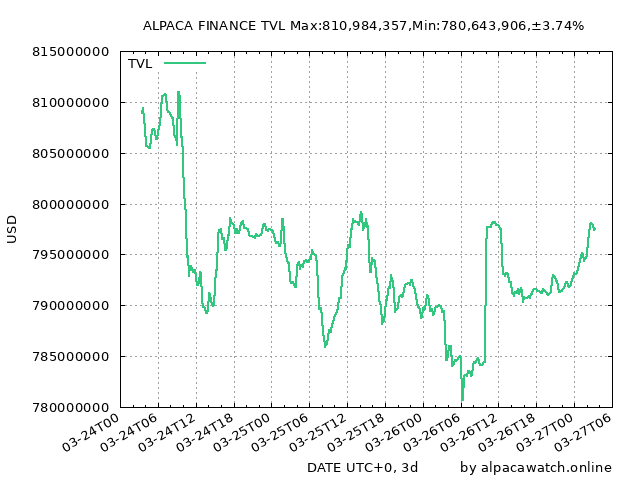 ALPACA FINANCE TVL Max:810,984,357,Min:780,643,906,±3.74%
815000000
810000000
805000000
800000000
795000000
790000000
785000000
780000000
USD
TVL
03-24T00
03-24T06
03-24T12
03-24T18
03-25T00
03-25T06
03-25T12
03-25T18
03-26T00
03-26T06
03-26T12
03-26T18
03-27T00
03-27T06
DATE UTC+0, 3d
by alpacawatch.online